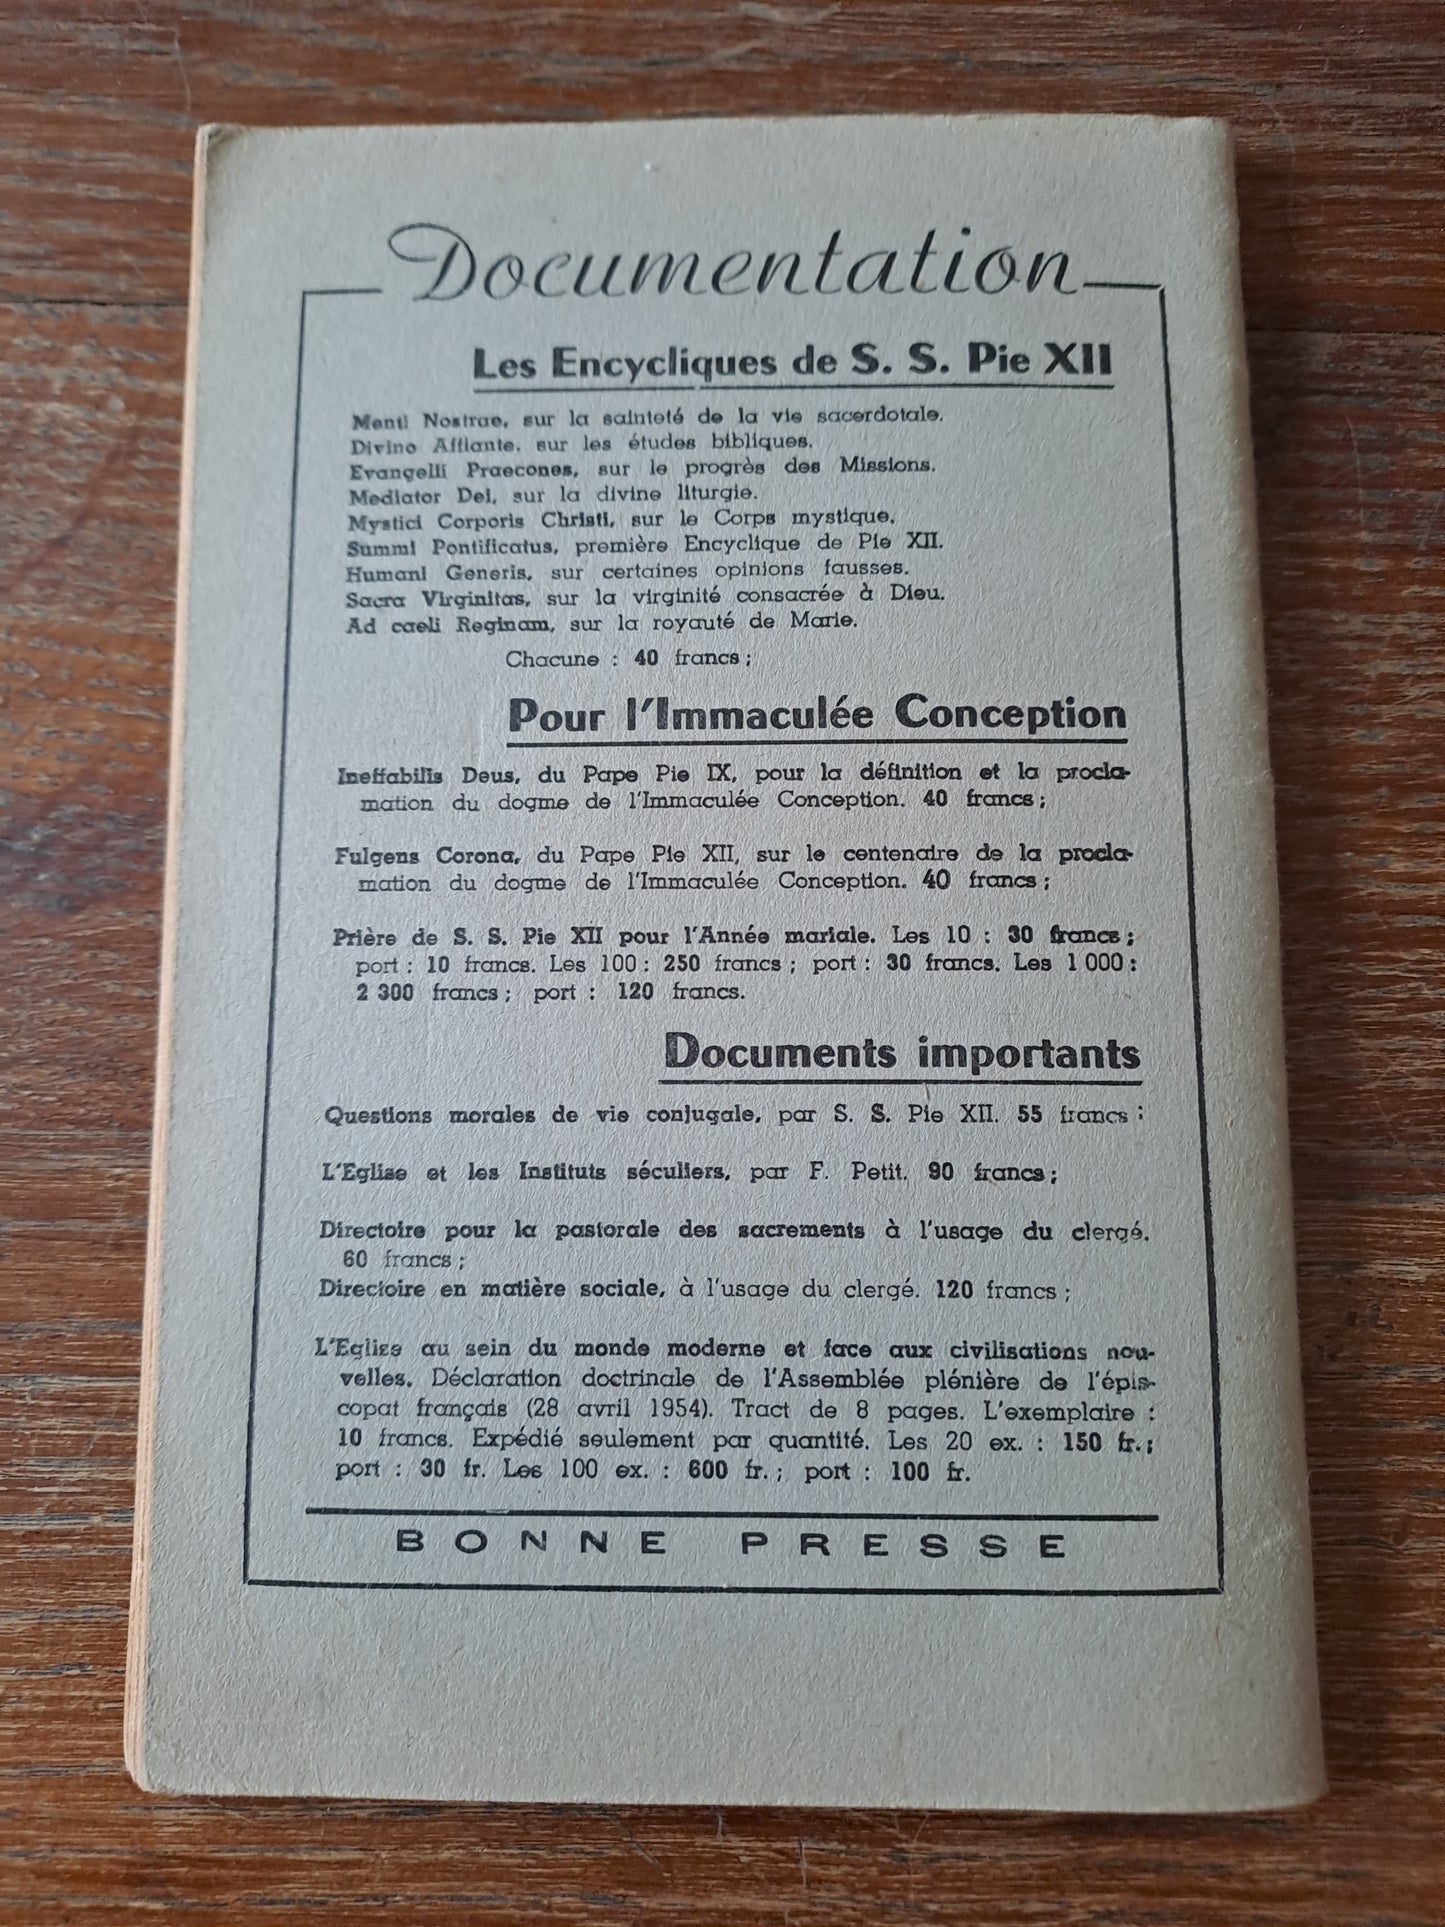 Documentation
Les Encycliques de S. S. Pie XII
Menti Nostrae, sur la sainteté de la vie sacerdotale.
Divino Afflante, sur les études bibliques.
Evangelii Praecones, sur le progrès des Missions.
Mediator Dei, sur la divine liturgie.
Mystici Corporis Christi, sur le Corps mystique.
Summi Pontificatus, première Encyclique de Pie XII.
Humani Generis, sur certaines opinions fausses.
Sacra Virginitas, sur la virginité consacrée à Dieu.
Ad caeli Reginam, sur la royauté de Marie.
Chacune : 40 francs ;
Pour l'Immaculée Conception
Ineffabilis Deus, du Pape Pie IX, pour la définition et la procla-
mation du dogme de l'Immaculée Conception. 40 francs ;
Fulgens Corona, du Pape Pie XII, sur le centenaire de la procla-
mation du dogme de l'Immaculée Conception. 40 francs ;
Prière de S. S. Pie XII pour l'Année mariale. Les 10 : 30 francs ;
port : 10 francs. Les 100 : 250 francs ; port : 30 francs. Les 1 000 :
2 300 francs ; port : 120 francs.
Documents importants
Questions morales de vie conjugale, par S. S. Pie XII. 55 francs ;
L'Eglise et les Instituts séculiers, par F. Petit. 90 francs ;
Directoire pour la pastorale des sacrements à l'usage du clergé.
60 francs ;
Directoire en matière sociale, à l'usage du clergé. 120 francs ;
L'Eglise au sein du monde moderne et face aux civilisations nou-
velles. Déclaration doctrinale de l'Assemblée plénière de l'épis-
copat français (28 avril 1954). Tract de 8 pages. L'exemplaire :
10 francs. Expédié seulement par quantité. Les 20 ex. : 150 fr. ;
port : 30 fr. Les 100 ex. : 600 fr. ; port : 100 fr.
BONNE PRESSE